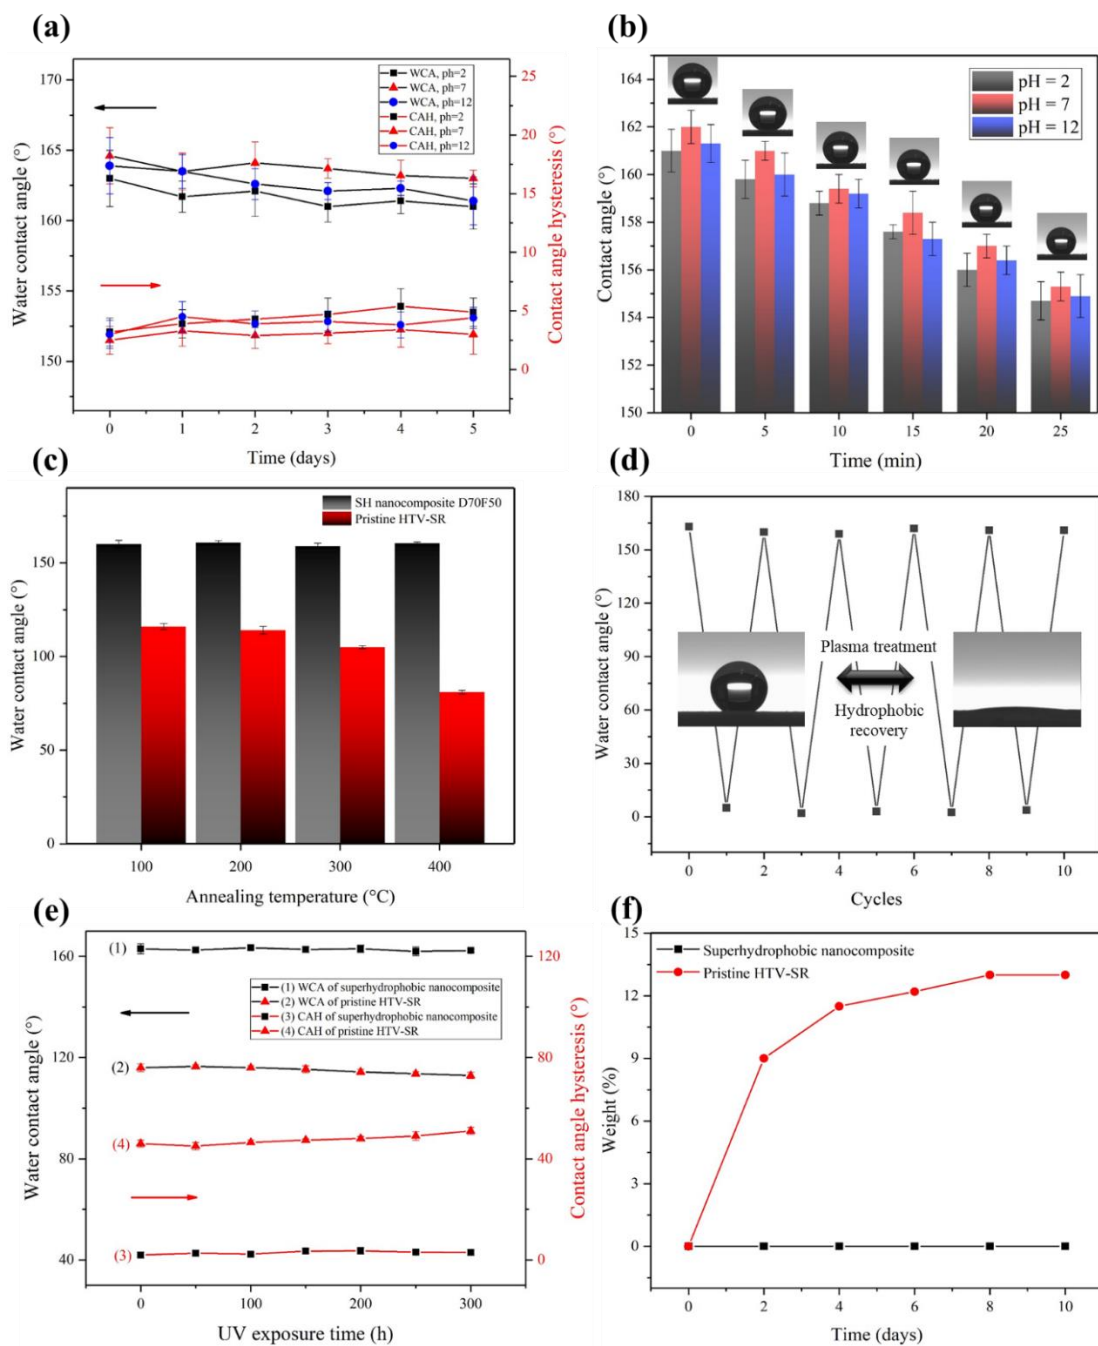 (a)
170
165
160
155
150
Water contact angle (°)
25
20
15
10
5
0
Contact angle hysteresis (°)
WCA, ph=2
WCA, ph=7
WCA, ph=12
CAH, ph=2
CAH, ph=7
CAH, ph=12
0 1 2 3 4 5
Time (days)
(b)
164
162
160
158
156
154
152
150
Contact angle (°)
pH = 2
pH = 7
pH = 12
0 5 10 15 20 25
Time (min)
(c)
150
100
50
0
Water contact angle (°)
SH nanocomposite D70F50
Pristine HTV-SR
100 200 300 400
Annealing temperature (°C)
(d)
180
150
120
90
60
30
0
Water contact angle (°)
Plasma treatment
Hydrophobic
recovery
0 2 4 6 8 10
Cycles
(e)
160
120
80
40
Water contact angle (°)
120
80
40
0
Contact angle hysteresis (°)
(1)
(2)
(4)
(3)
(1) WCA of superhydrophobic nanocomposite
(2) WCA of pristine HTV-SR
(3) CAH of superhydrophobic nanocomposite
(4) CAH of pristine HTV-SR
0 100 200 300
UV exposure time (h)
(f)
15
12
9
6
3
0
Weight (%)
Superhydrophobic nanocomposite
Pristine HTV-SR
0 2 4 6 8 10
Time (days)